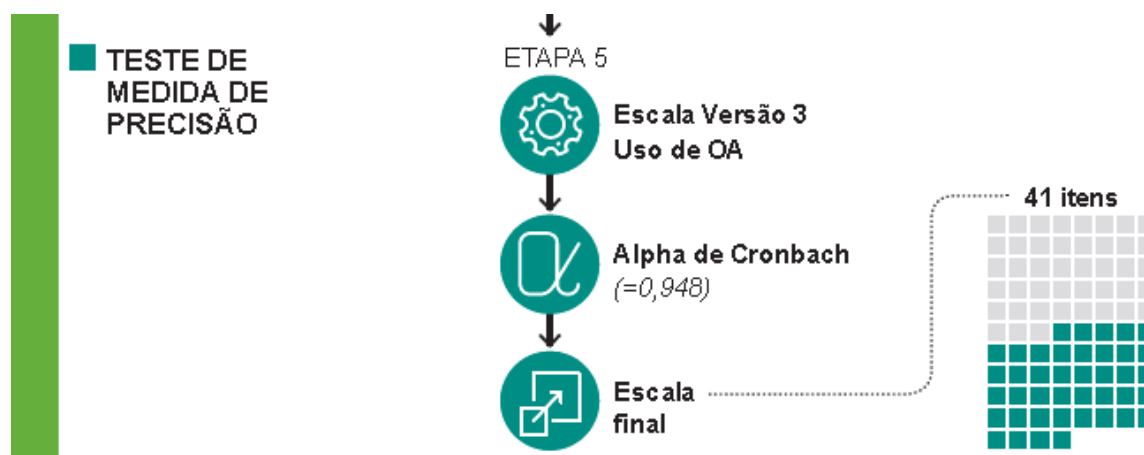 TESTE DE
MEDIDA DE
PRECISÃO
ETAPA 5
Escala Versão 3
Uso de OA
Alpha de Cronbach
(=0,948)
Escala
final
41 itens